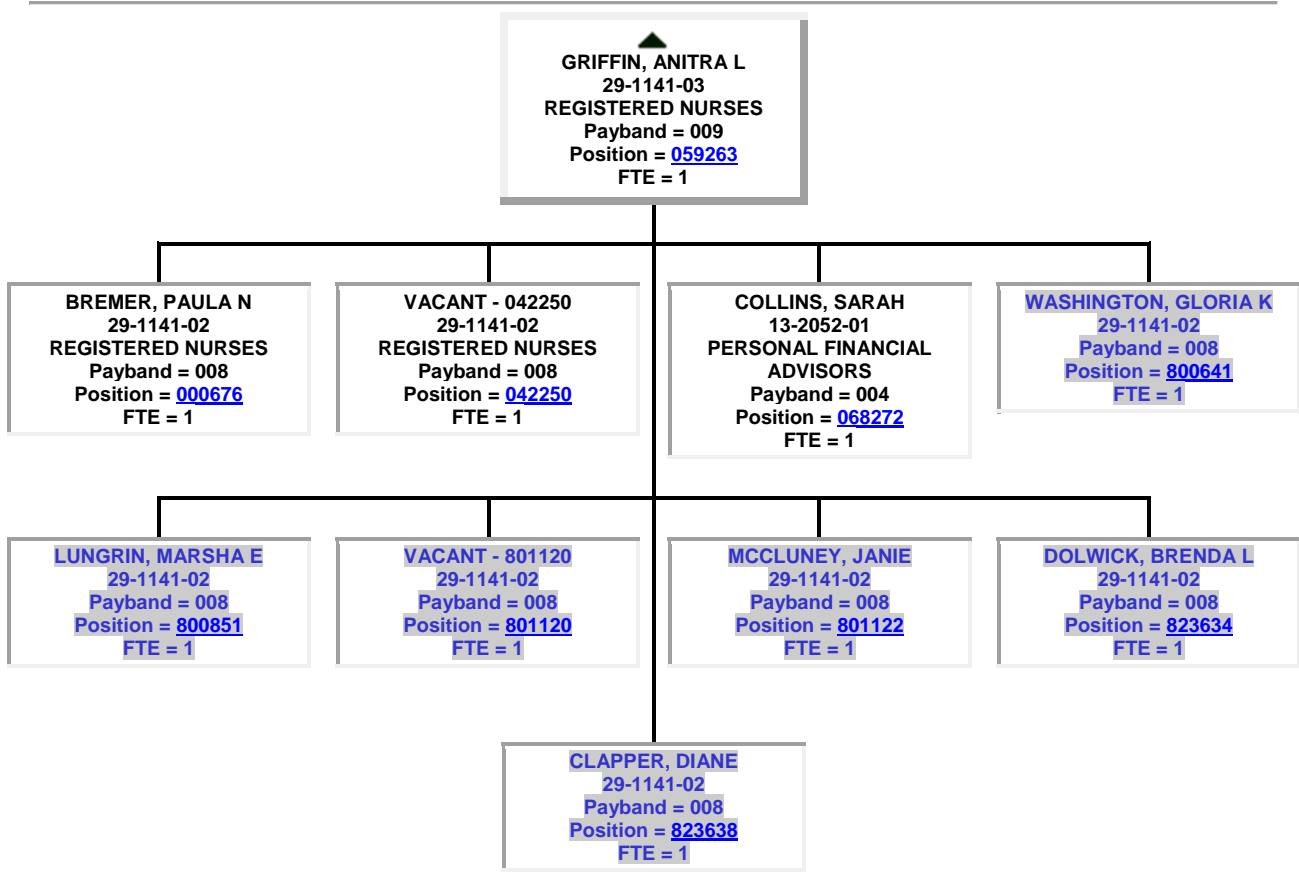 GRIFFIN, ANITRA L
29-1141-03
REGISTERED NURSES
Payband = 009
Position = 059263
FTE = 1
BREMER, PAULA N
29-1141-02
REGISTERED NURSES
Payband = 008
Position = 000676
FTE = 1
VACANT - 042250
29-1141-02
REGISTERED NURSES
Payband = 008
Position = 042250
FTE = 1
COLLINS, SARAH
13-2052-01
PERSONAL FINANCIAL
ADVISORS
Payband = 004
Position = 068272
FTE = 1
WASHINGTON, GLORIA K
29-1141-02
Payband = 008
Position = 800641
FTE = 1
LUNGRIN, MARSHA E
29-1141-02
Payband = 008
Position = 800851
FTE = 1
VACANT - 801120
29-1141-02
Payband = 008
Position = 801120
FTE = 1
MCCLUNEY, JANIE
29-1141-02
Payband = 008
Position = 801122
FTE = 1
DOLWICK, BRENDA L
29-1141-02
Payband = 008
Position = 823634
FTE = 1
CLAPPER, DIANE
29-1141-02
Payband = 008
Position = 823638
FTE = 1